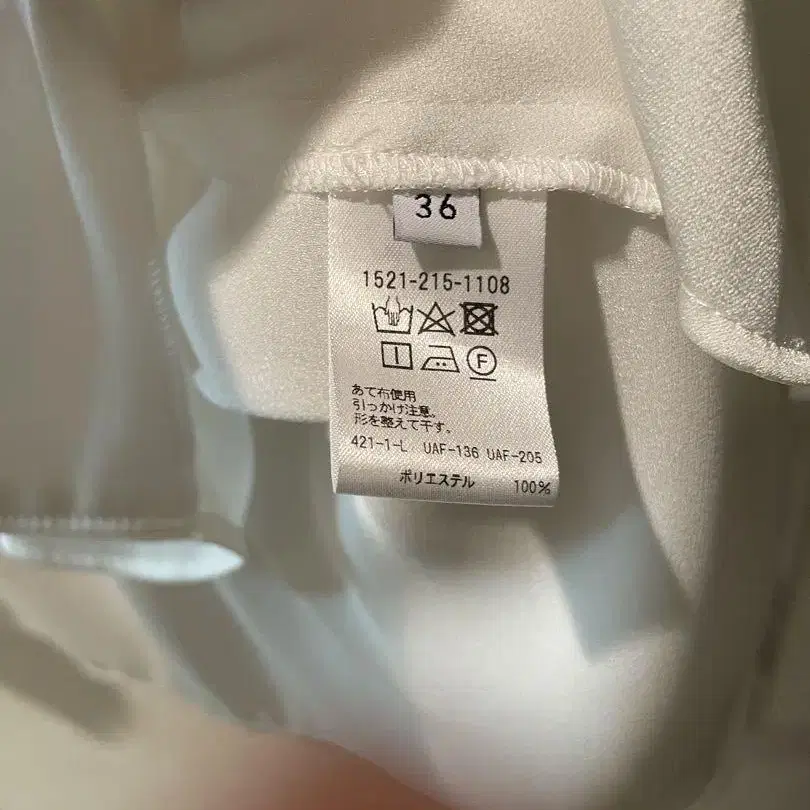 36
1521-215-1108
F
あて布使用
引っかけ注意。
形を整えて干す。
421-1-L UAF-136 UAF-205
ポリエステル 100%